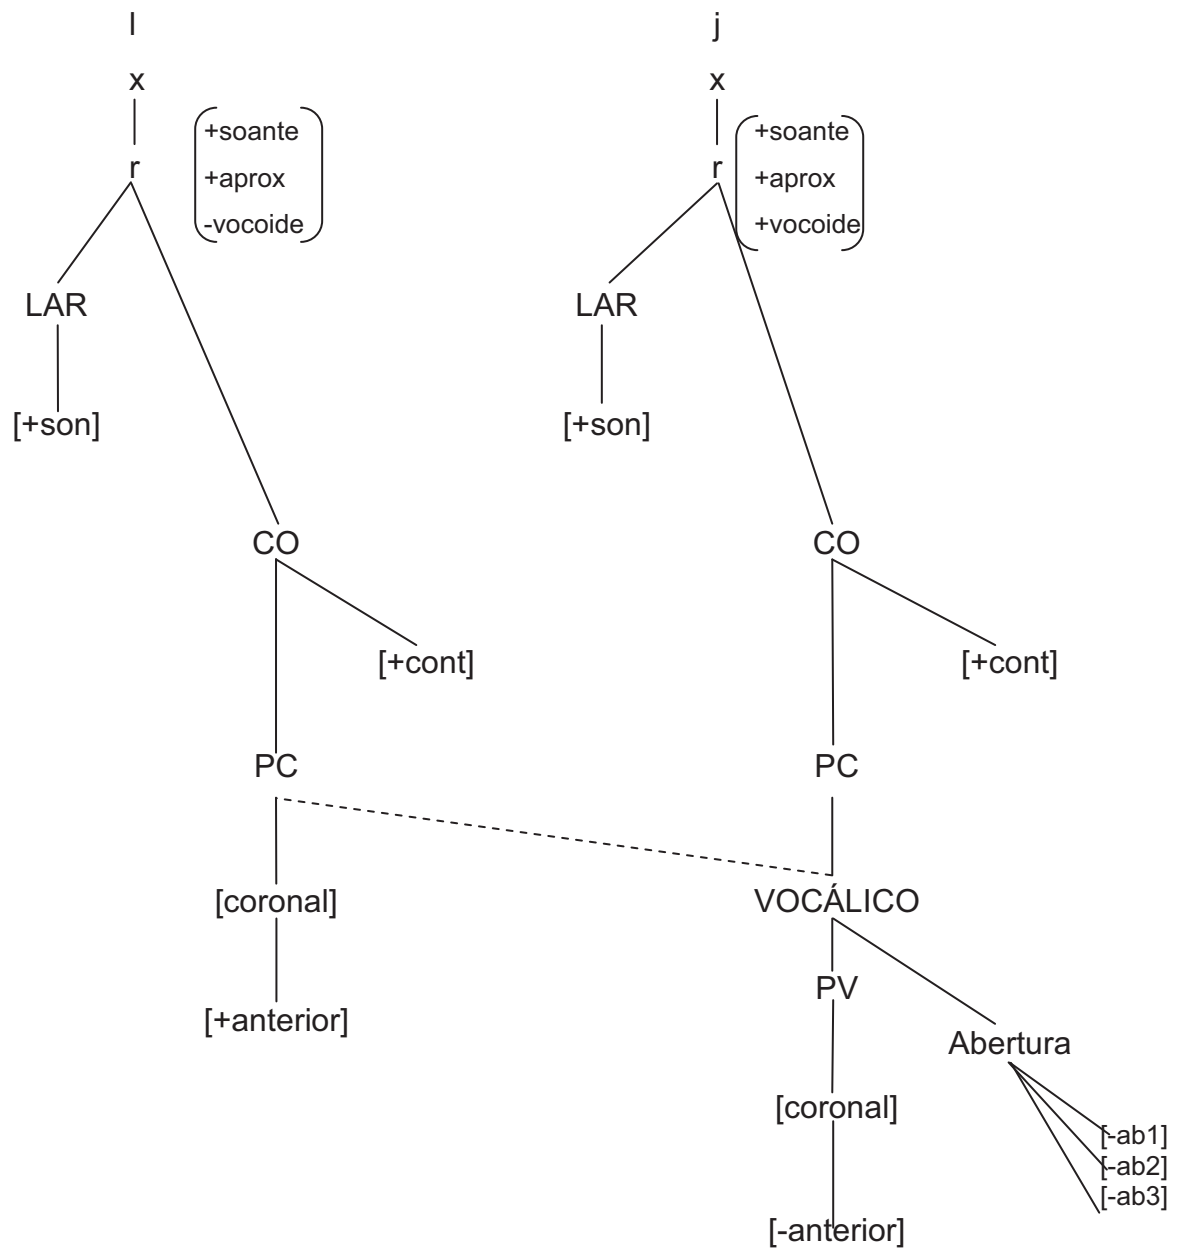 l j
x x
+soante +soante
r +aprox r +aprox
-vocoide +vocoide
LAR LAR
[+son] [+son]
CO CO
[+cont] [+cont]
PC PC
[coronal] VOCÁLICO
PV
[+anterior] Abertura
[coronal]
[-ab1]
[-ab2]
[-ab3]
[-anterior]